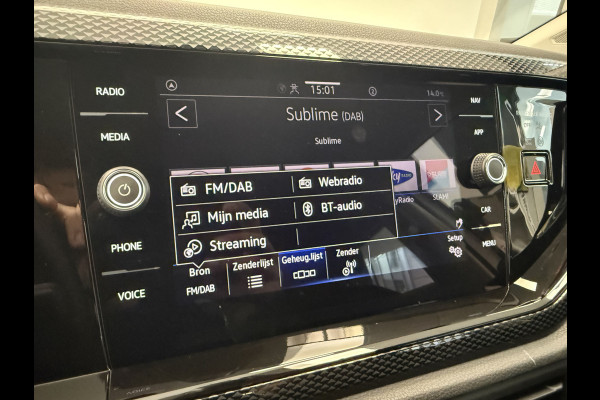 RADIO
MEDIA
PHONE
VOICE
15:01
14.0°C
NAV
APP
CAR
MENU
Sublime (DAB)
Sublime
FM/DAB
Webradio
Mijn media
BT-audio
Streaming
SLAM!
Bron
FM/DAB
Zenderlijst
Geheug.lijst
Zender
Setup